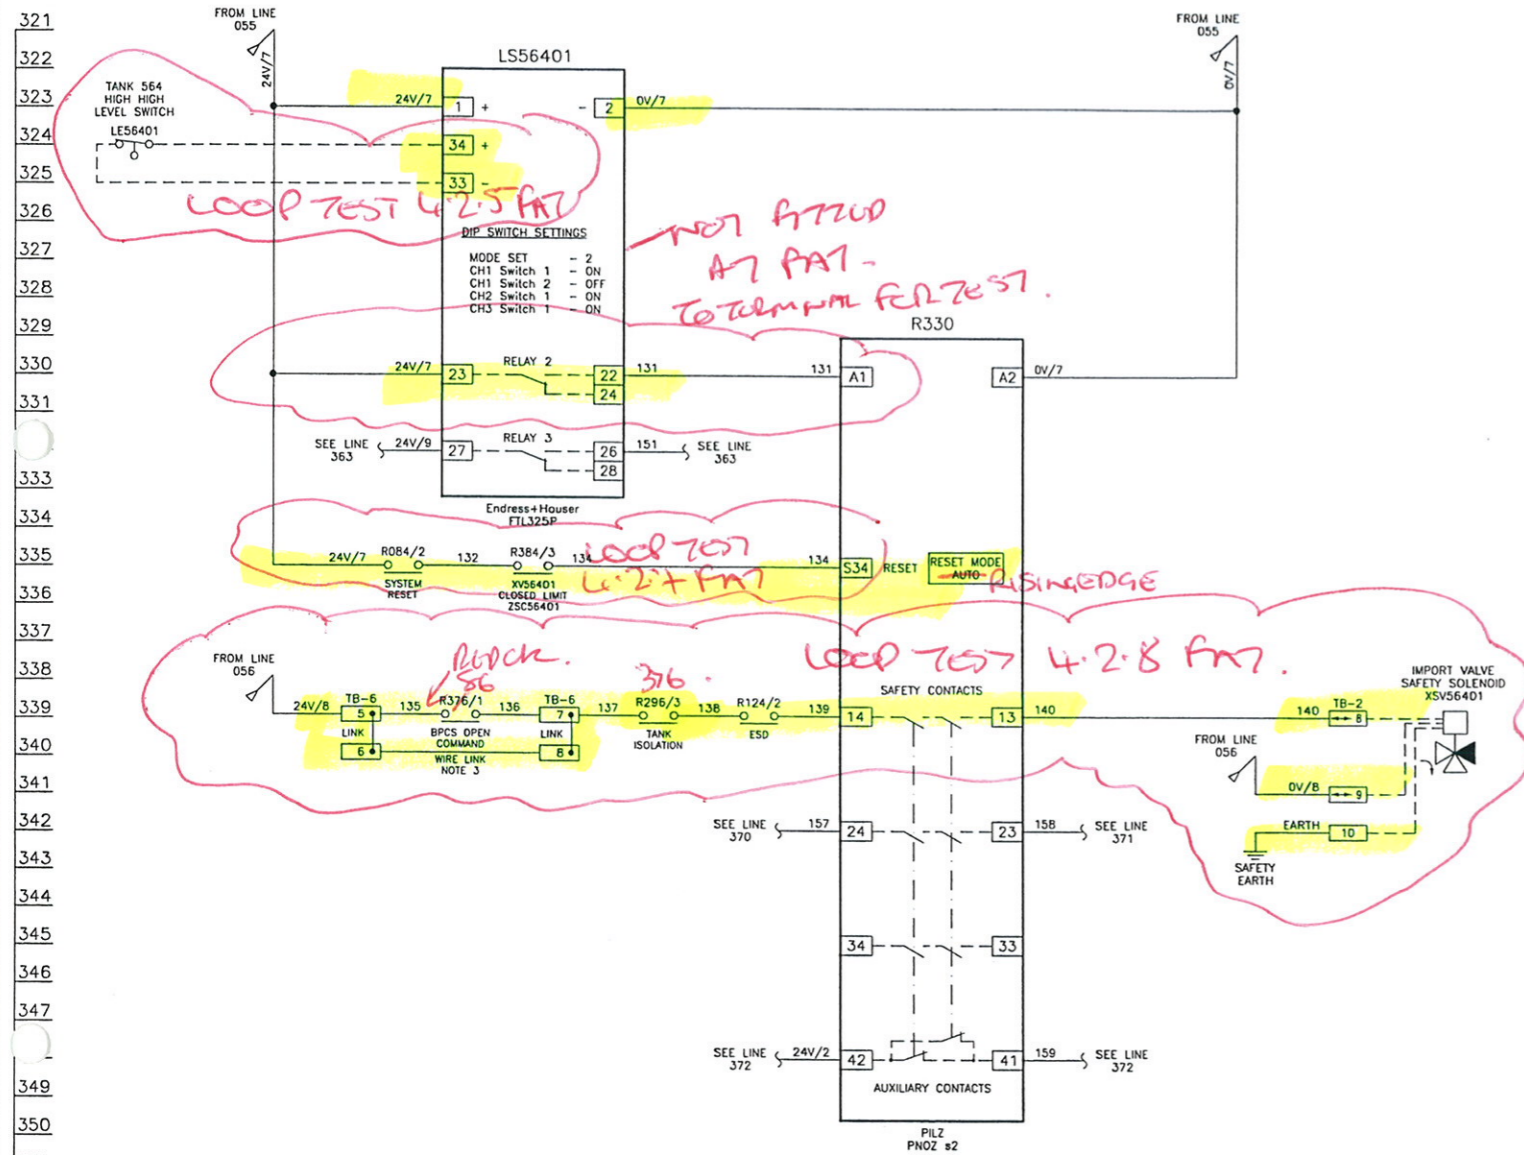 321
322
323
324
325
326
327
328
329
330
331
333
334
335
336
337
338
339
340
341
342
343
344
345
346
347
349
350
FROM LINE
055
24V/7
FROM LINE
055
0V/7
LS56401
TANK 564
HIGH HIGH
LEVEL SWITCH
LE56401
24V/7
1 +
- 2
0V/7
34 +
33 -
LOOP TEST 4.2.5 FAT
DIP SWITCH SETTINGS
MODE SET - 2
CH1 Switch 1 - ON
CH1 Switch 2 - OFF
CH2 Switch 1 - ON
CH3 Switch 1 - ON
NOT FITTED
AT FAT -
TO TERMINAL FOR TEST.
R330
24V/7
23
RELAY 2
22
24
131
131
A1
A2
0V/7
SEE LINE
363
24V/9
27
RELAY 3
26
28
151
SEE LINE
363
Endress+Hauser
FTL325P
24V/7
R084/2
SYSTEM
RESET
132
R384/3
XV56401
CLOSED LIMIT
ZSC56401
134
LOOP TEST
4.2.7 FAT
134
S34
RESET
RESET MODE
AUTO
RISING EDGE
LOOP TEST 4.2.8 FAT.
FROM LINE
056
24V/8
TB-6
5
LINK
6
135
86
R376/1
BPCS OPEN
COMMAND
WIRE LINK
NOTE 3
136
TB-6
7
LINK
8
137
376.
R296/3
TANK
ISOLATION
138
R124/2
ESD
139
14
SAFETY CONTACTS
13
140
140
TB-2
8
IMPORT VALVE
SAFETY SOLENOID
XSV56401
FROM LINE
056
0V/8
9
EARTH
10
SAFETY
EARTH
SEE LINE
370
157
24
23
158
SEE LINE
371
34
33
SEE LINE
372
24V/2
42
41
159
SEE LINE
372
AUXILIARY CONTACTS
PILZ
PNOZ s2